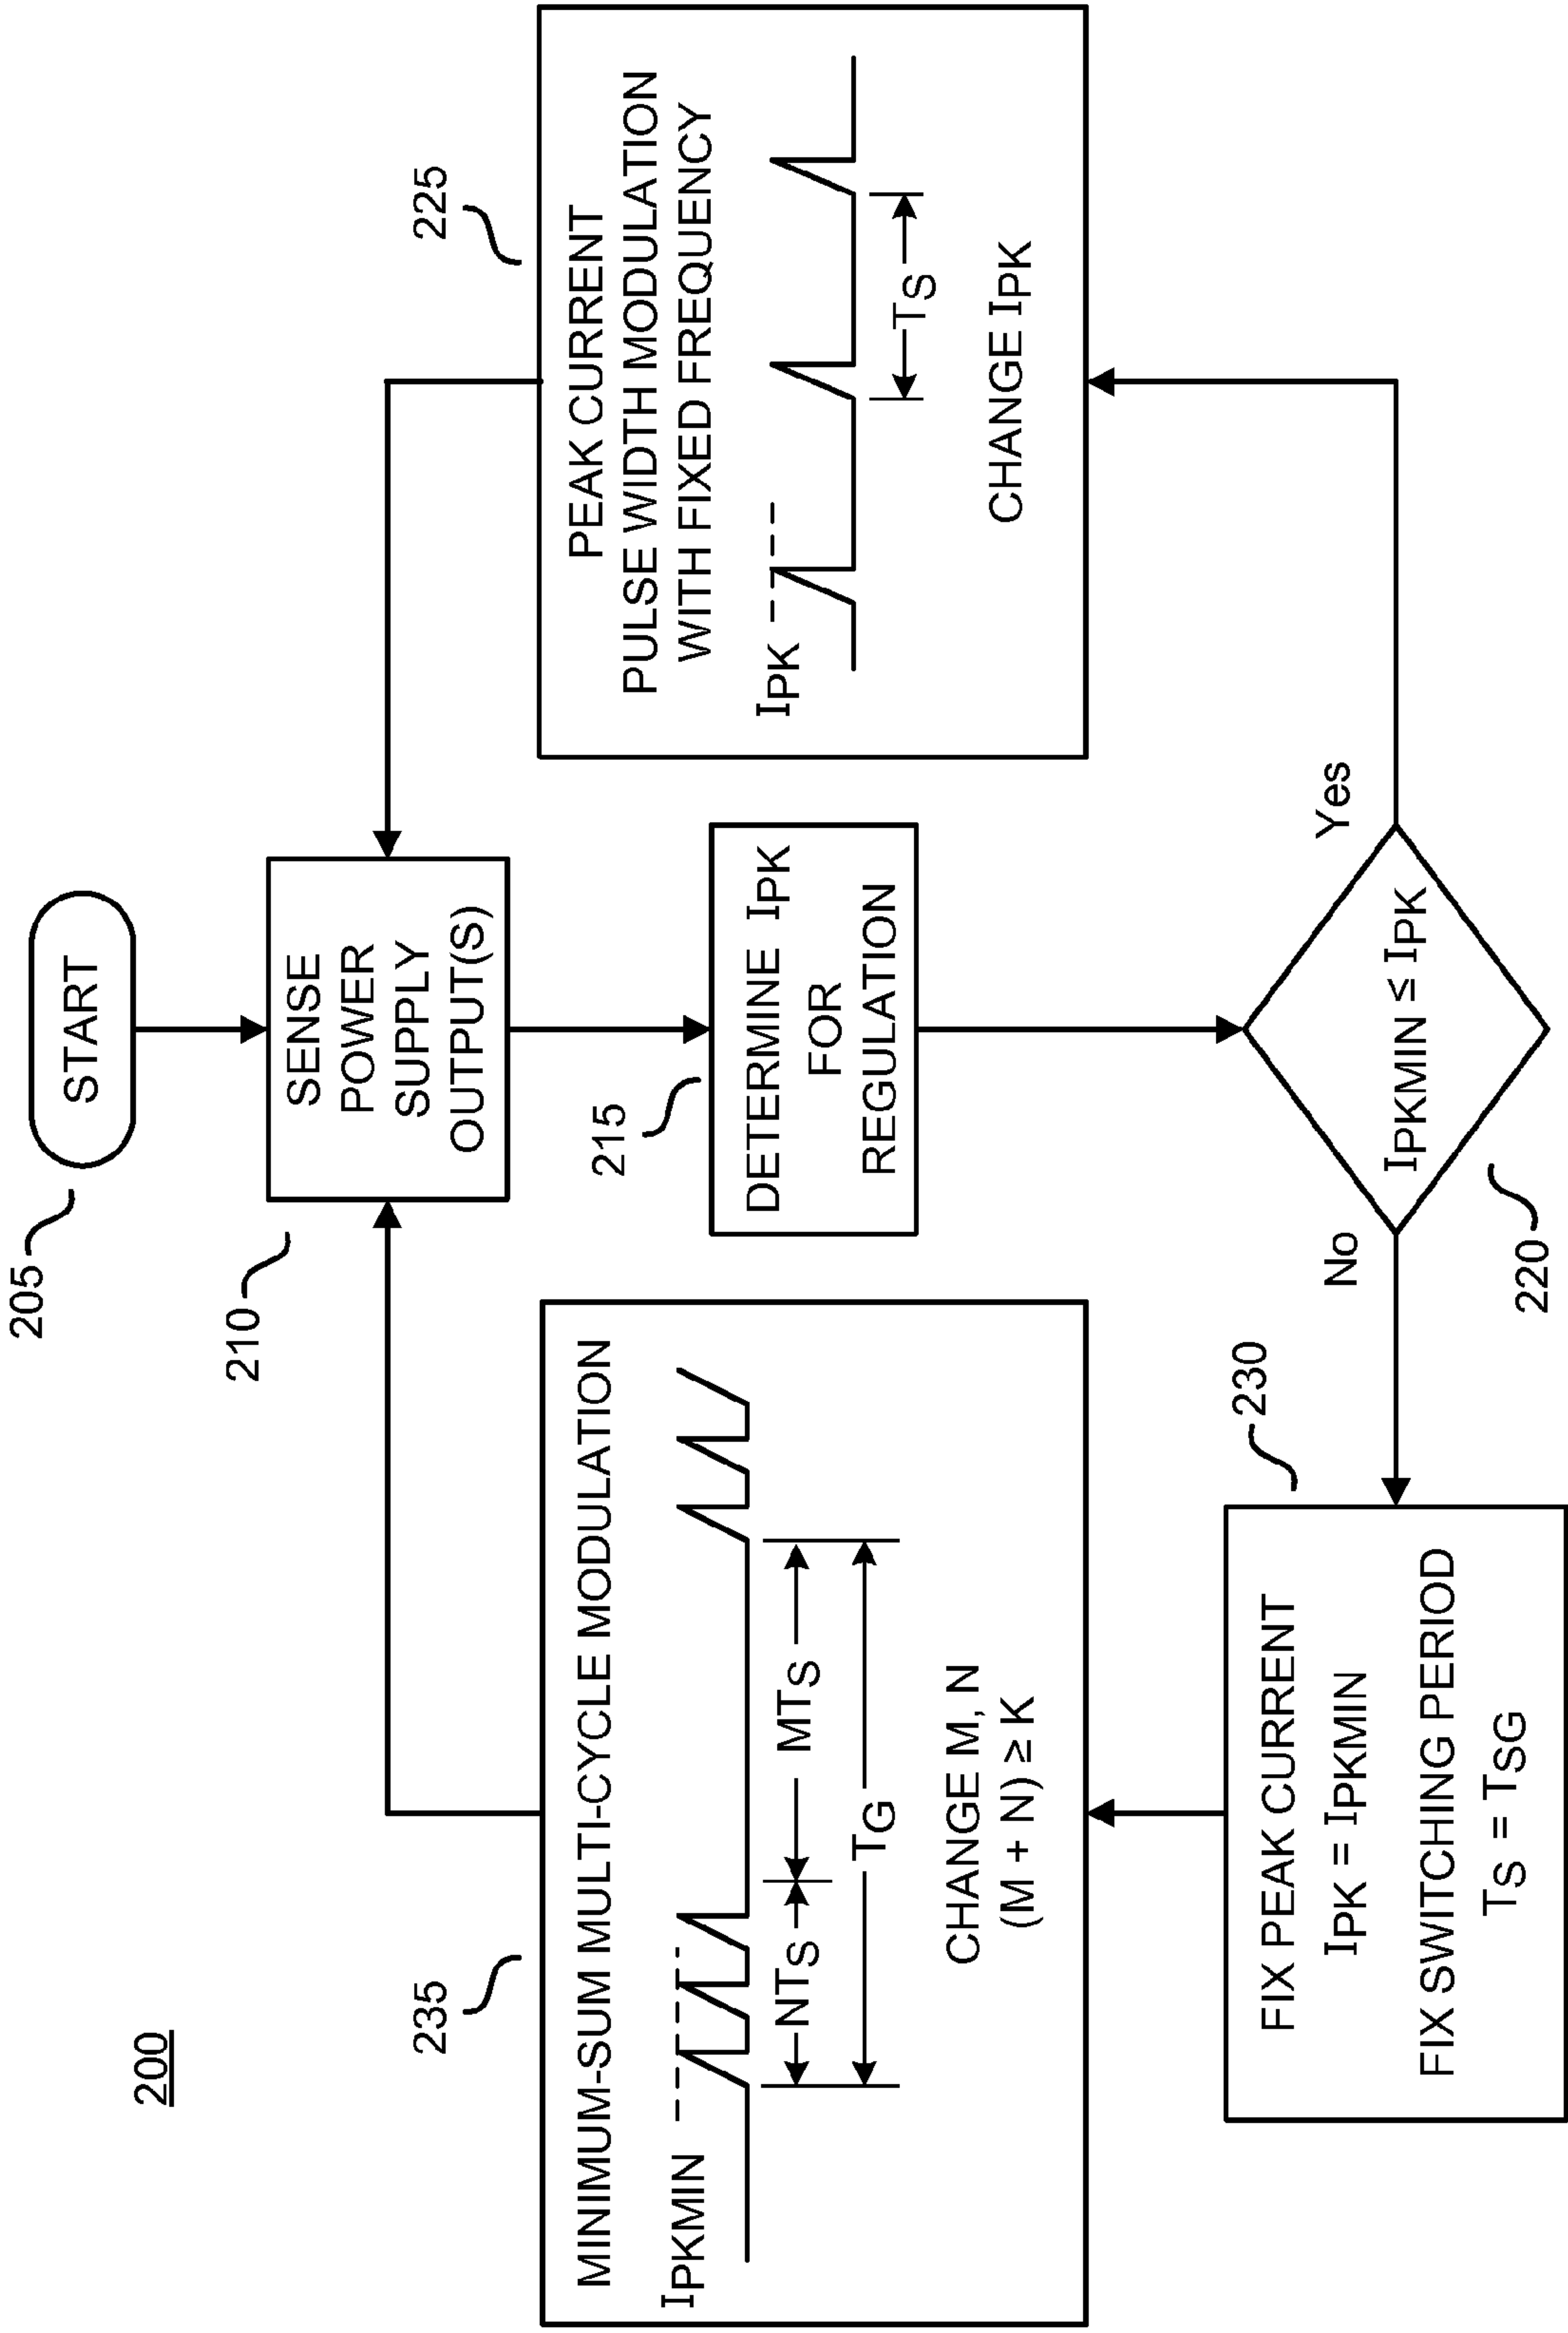 200
205
START
210
SENSE
POWER
SUPPLY
OUTPUT(S)
215
DETERMINE IPK
FOR
REGULATION
220
IPKMIN ≤ IPK
Yes
No
225
PEAK CURRENT
PULSE WIDTH MODULATION
WITH FIXED FREQUENCY
IPK
TS
CHANGE IPK
230
FIX PEAK CURRENT
IPK = IPKMIN
FIX SWITCHING PERIOD
TS = TSG
235
MINIMUM-SUM MULTI-CYCLE MODULATION
IPKMIN
NTS
MTS
TG
CHANGE M, N
(M + N) ≥ K